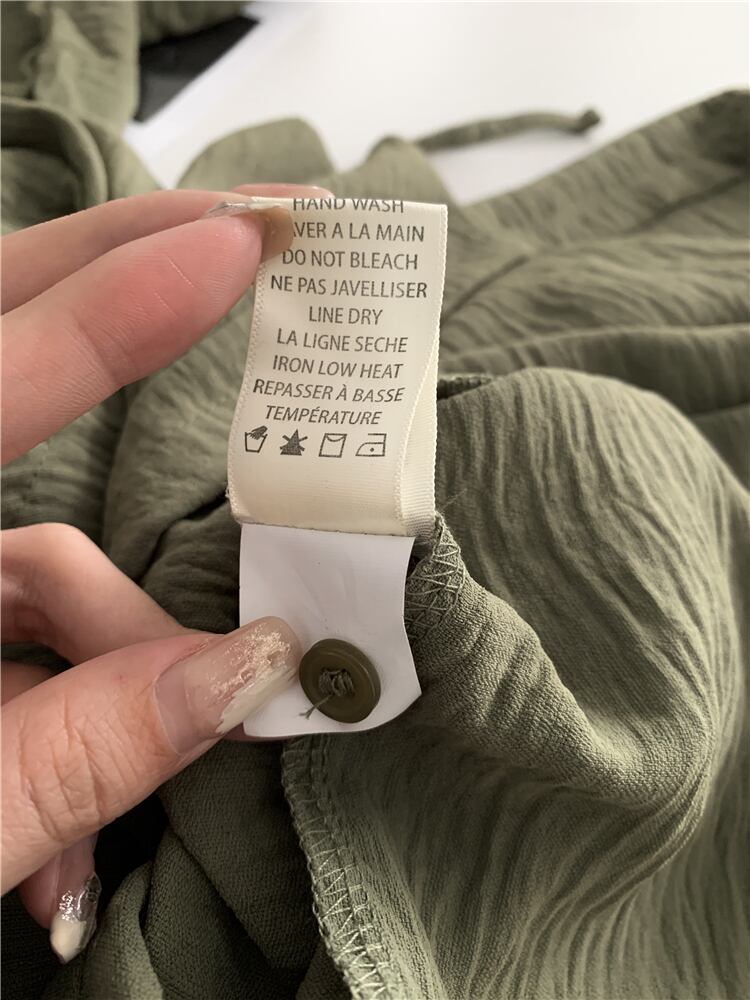 HAND WASH
AVER A LA MAIN
DO NOT BLEACH
NE PAS JAVELLISER
LINE DRY
LA LIGNE SECHE
IRON LOW HEAT
REPASSER À BASSE
TEMPÉRATURE